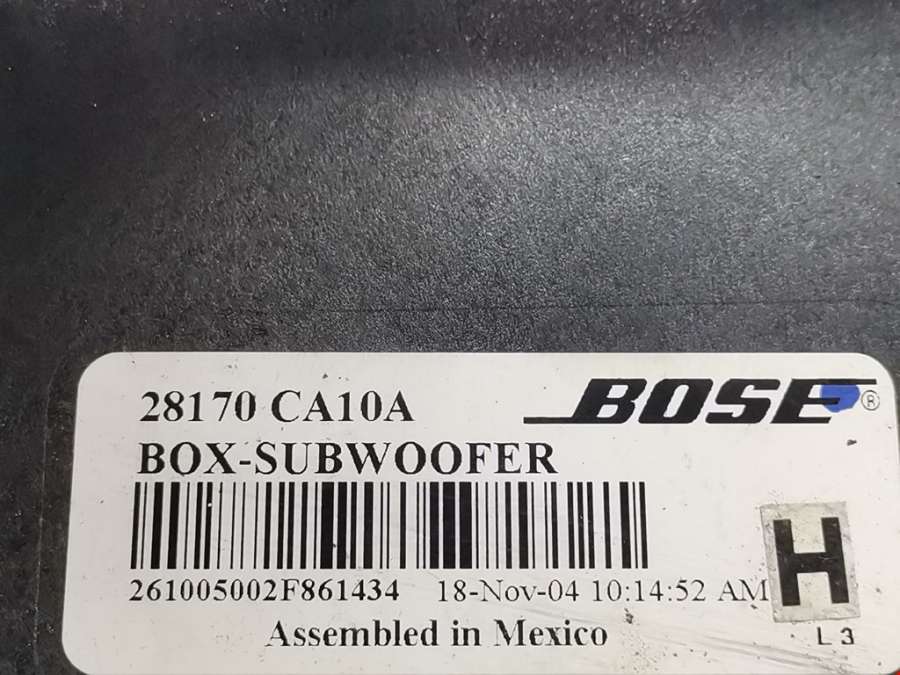 28170 CA10A
BOSE®
BOX-SUBWOOFER
261005002F861434 18-Nov-04 10:14:52 AM
H
Assembled in Mexico
L3